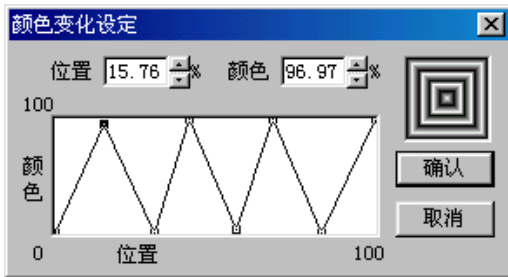 颜色变化设定
位置 15.76 % 颜色 96.97 %
100
颜色
确认
取消
0 位置 100